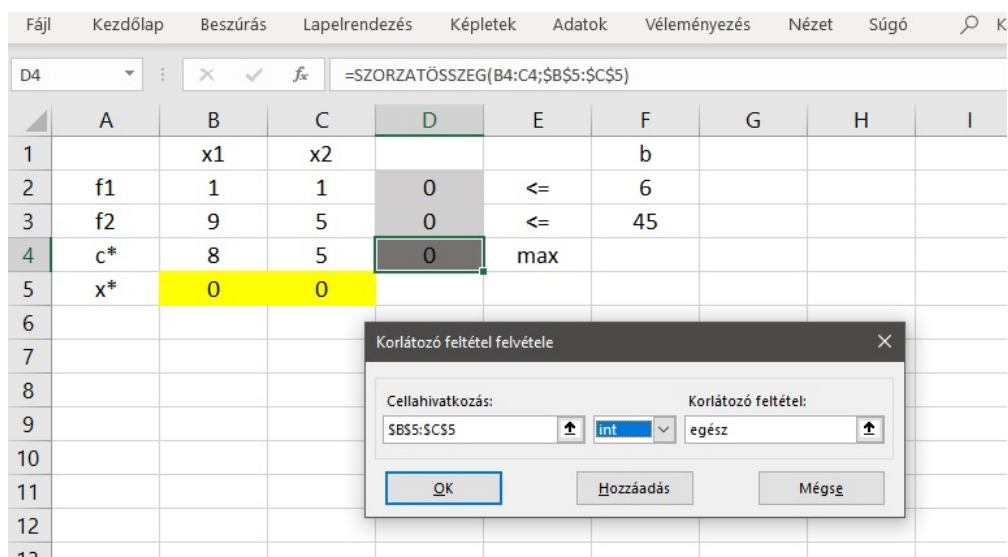 Fájl Kezdőlap Beszúrás Lapelrendezés Képletek Adatok Véleményezés Nézet Súgó K
D4 fx =SZORZATÖSSZEG(B4:C4;$B$5:$C$5)
A B C D E F G H I
1 x1 x2 b
2 f1 1 1 0 <= 6
3 f2 9 5 0 <= 45
4 c* 8 5 0 max
5 x* 0 0
6
7
8
9
10
11
12
13
Korlátozó feltétel felvétele
Cellahivatkozás: Korlátozó feltétel:
$B$5:$C$5 int egész
OK Hozzáadás Mégse